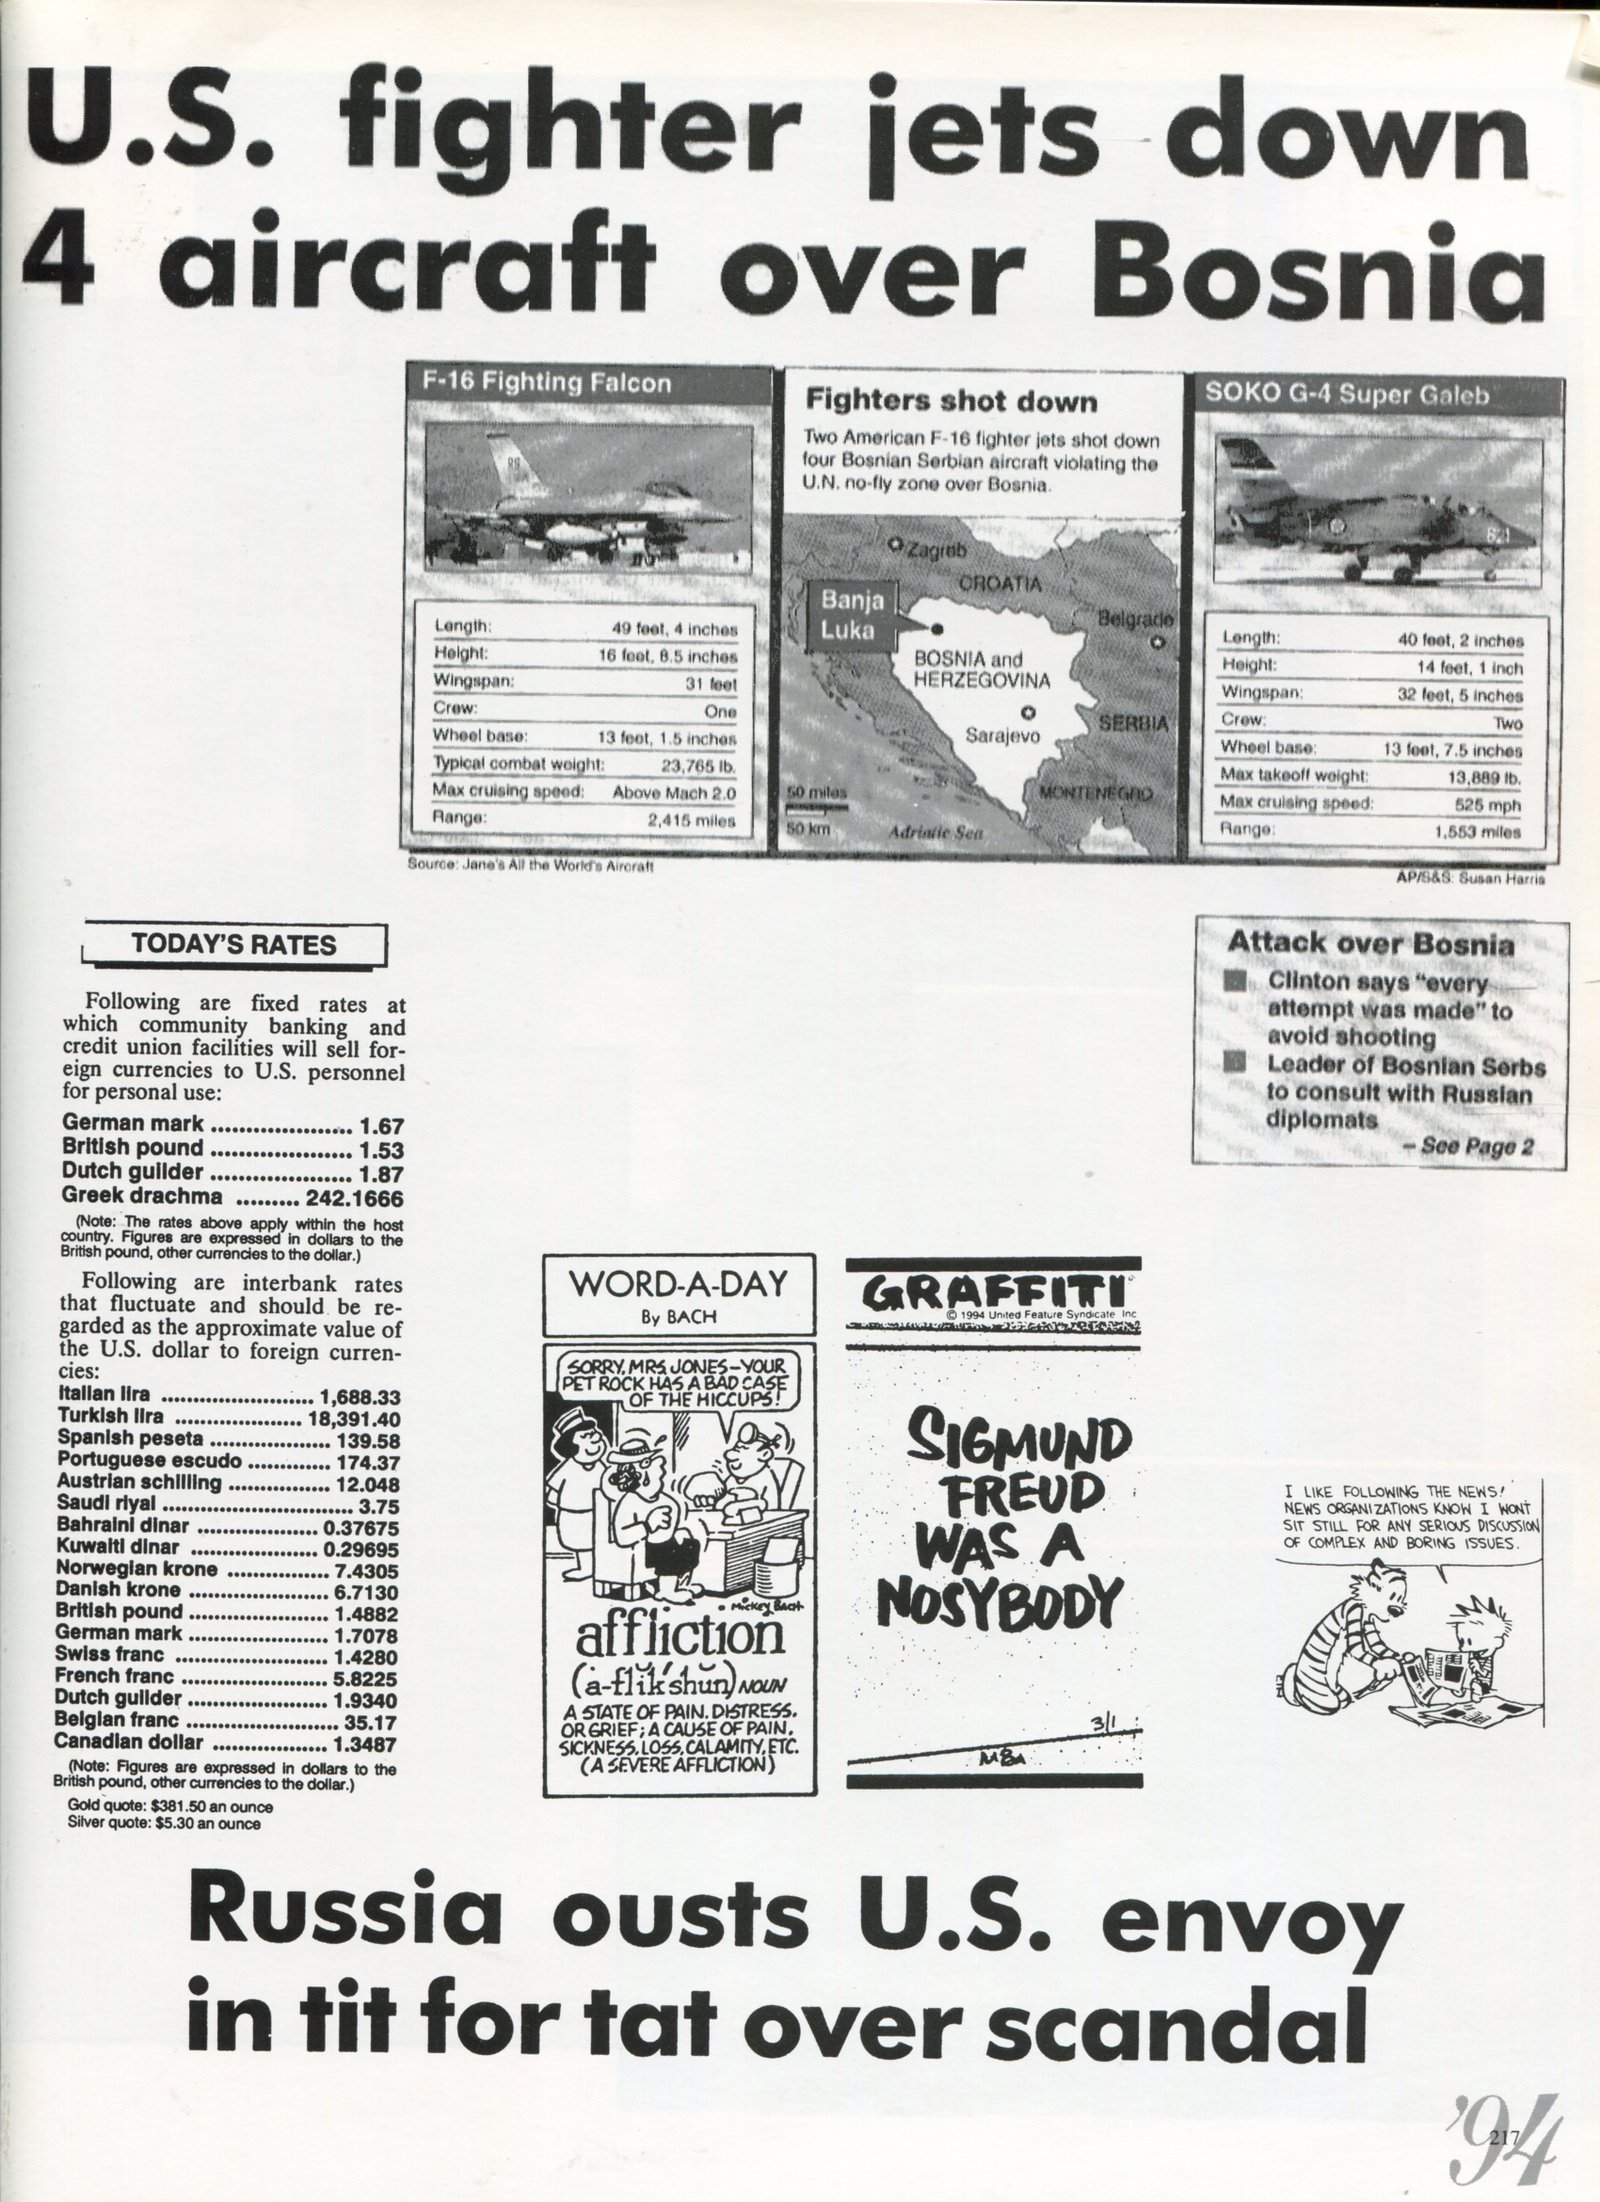 U.S. fighter jets down
4 aircraft over Bosnia
F-16 Fighting Falcon
Length: 49 feet, 4 inches
Height: 16 feet, 8.5 inches
Wingspan: 31 feet
Crew: One
Wheel base: 13 feet, 1.5 inches
Typical combat weight: 23,765 lb.
Max cruising speed: Above Mach 2.0
Range: 2,415 miles
Source: Jane's All the World's Aircraft
Fighters shot down
Two American F-16 fighter jets shot down
four Bosnian Serbian aircraft violating the
U.N. no-fly zone over Bosnia.
Zagreb
CROATIA
Banja
Luka
Belgrade
BOSNIA and
HERZEGOVINA
Sarajevo
SERBIA
MONTENEGRO
50 miles
50 km
Adriatic Sea
SOKO G-4 Super Galeb
Length: 40 feet, 2 inches
Height: 14 feet, 1 inch
Wingspan: 32 feet, 5 inches
Crew: Two
Wheel base: 13 feet, 7.5 inches
Max takeoff weight: 13,889 lb.
Max cruising speed: 525 mph
Range: 1,553 miles
AP/S&S: Susan Harris
TODAY'S RATES
Following are fixed rates at
which community banking and
credit union facilities will sell for-
eign currencies to U.S. personnel
for personal use:
German mark .................... 1.67
British pound .................... 1.53
Dutch guilder .................... 1.87
Greek drachma ......... 242.1666
(Note: The rates above apply within the host
country. Figures are expressed in dollars to the
British pound, other currencies to the dollar.)
Following are interbank rates
that fluctuate and should be re-
garded as the approximate value of
the U.S. dollar to foreign curren-
cies:
Italian lira ...................... 1,688.33
Turkish lira .................. 18,391.40
Spanish peseta ................. 139.58
Portuguese escudo ............ 174.37
Austrian schilling .............. 12.048
Saudi riyal ........................... 3.75
Bahraini dinar ................. 0.37675
Kuwaiti dinar .................. 0.29695
Norwegian krone .............. 7.4305
Danish krone .................... 6.7130
British pound .................... 1.4882
German mark .................... 1.7078
Swiss franc ...................... 1.4280
French franc ..................... 5.8225
Dutch guilder .................... 1.9340
Belgian franc ...................... 35.17
Canadian dollar ................ 1.3487
(Note: Figures are expressed in dollars to the
British pound, other currencies to the dollar.)
Gold quote: $381.50 an ounce
Silver quote: $5.30 an ounce
Attack over Bosnia
Clinton says "every
attempt was made" to
avoid shooting
Leader of Bosnian Serbs
to consult with Russian
diplomats
– See Page 2
WORD-A-DAY
By BACH
SORRY, MRS. JONES–YOUR
PET ROCK HAS A BAD CASE
OF THE HICCUPS!
MICKEY BACH
affliction
(ă-flĭk′shŭn) NOUN
A STATE OF PAIN, DISTRESS,
OR GRIEF; A CAUSE OF PAIN,
SICKNESS, LOSS, CALAMITY, ETC.
(A SEVERE AFFLICTION)
GRAFFITI
© 1994 United Feature Syndicate Inc
SIGMUND
FREUD
WAS A
NOSYBODY
3/1
I LIKE FOLLOWING THE NEWS!
NEWS ORGANIZATIONS KNOW I WON'T
SIT STILL FOR ANY SERIOUS DISCUSSION
OF COMPLEX AND BORING ISSUES.
Russia ousts U.S. envoy
in tit for tat over scandal
'94
217